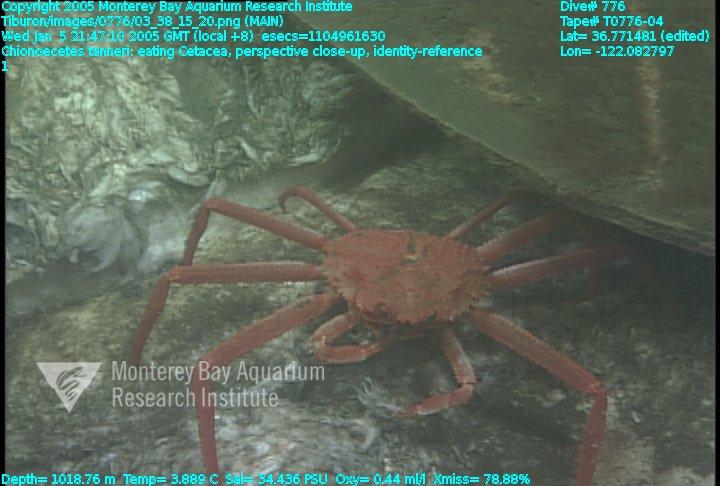 Copyright 2005 Monterey Bay Aquarium Research Institute
Tiburon/images/0776/03_38_15_20.png (MAIN)
Wed Jan  5 21:47:10 2005 GMT (local +8)  esecs=1104961630
Chionoecetes tanneri: eating Cetacea, perspective close-up, identity-reference
1
Dive# 776
Tape# T0776-04
Lat= 36.771481 (edited)
Lon= -122.082797
Monterey Bay Aquarium
Research Institute
Depth= 1018.76 m  Temp= 3.889 C  Sal= 34.436 PSU  Oxy= 0.44 ml/l  Xmiss= 78.88%